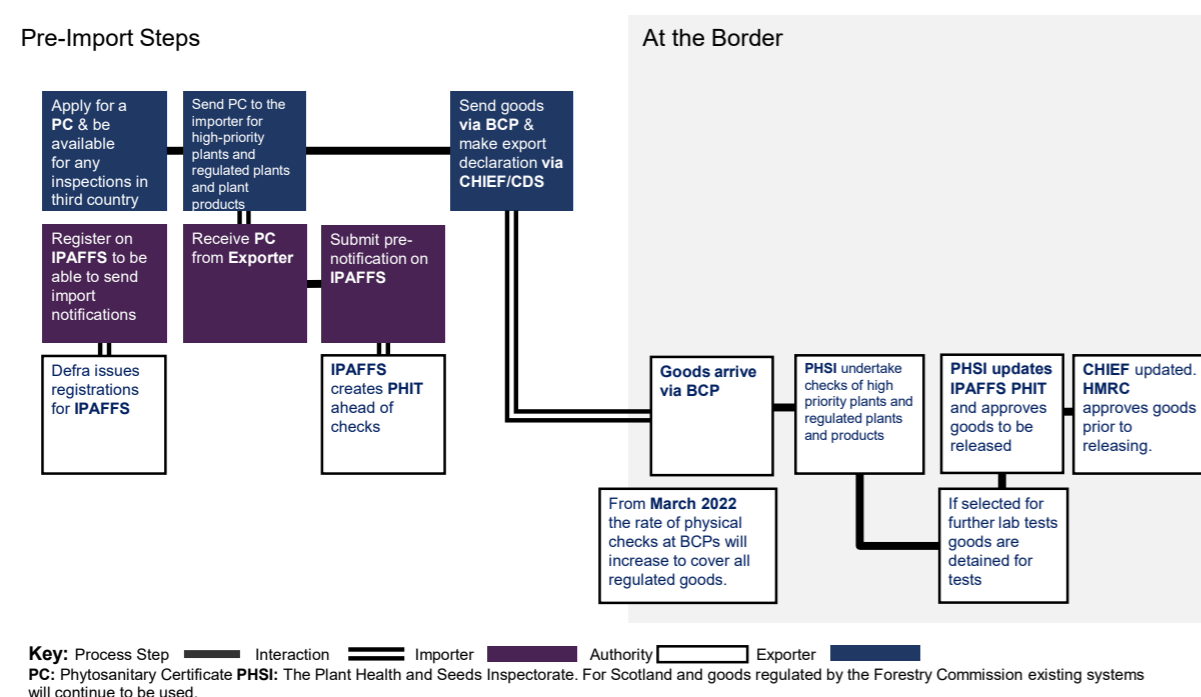 Pre-Import Steps
At the Border
Apply for a
PC & be
available
for any
inspections in
third country
Send PC to the
importer for
high-priority
plants and
regulated plants
and plant
products
Send goods
via BCP &
make export
declaration via
CHIEF/CDS
Register on
IPAFFS to be
able to send
import
notifications
Receive PC
from Exporter
Submit pre-
notification on
IPAFFS
Defra issues
registrations
for IPAFFS
IPAFFS
creates PHIT
ahead of
checks
Goods arrive
via BCP
PHSI undertake
checks of high
priority plants and
regulated plants
and products
PHSI updates
IPAFFS PHIT
and approves
goods to be
released
CHIEF updated.
HMRC
approves goods
prior to
releasing.
From March 2022
the rate of physical
checks at BCPs will
increase to cover all
regulated goods.
If selected for
further lab tests
goods are
detained for
tests
Key: Process Step Interaction Importer Authority Exporter
PC: Phytosanitary Certificate PHSI: The Plant Health and Seeds Inspectorate. For Scotland and goods regulated by the Forestry Commission existing systems
will continue to be used.